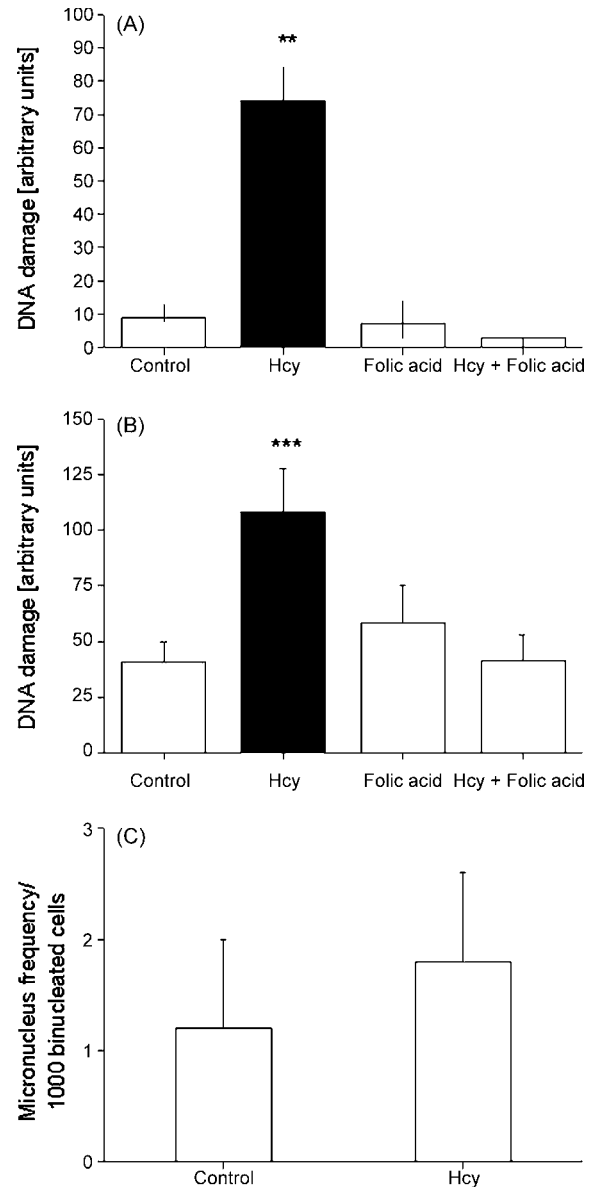 (A)
**
DNA damage [arbitrary units]
100
90
80
70
60
50
40
30
20
10
0
Control Hcy Folic acid Hcy + Folic acid
(B)
***
DNA damage [arbitrary units]
150
125
100
75
50
25
0
Control Hcy Folic acid Hcy + Folic acid
(C)
Micronucleus frequency/
1000 binucleated cells
3
2
1
0
Control Hcy